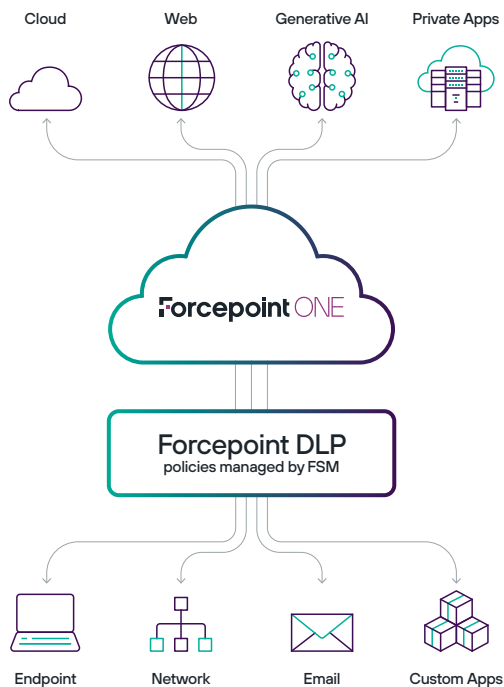 Cloud
Web
Generative AI
Private Apps
Forcepoint ONE
Forcepoint DLP
policies managed by FSM
Endpoint
Network
Email
Custom Apps